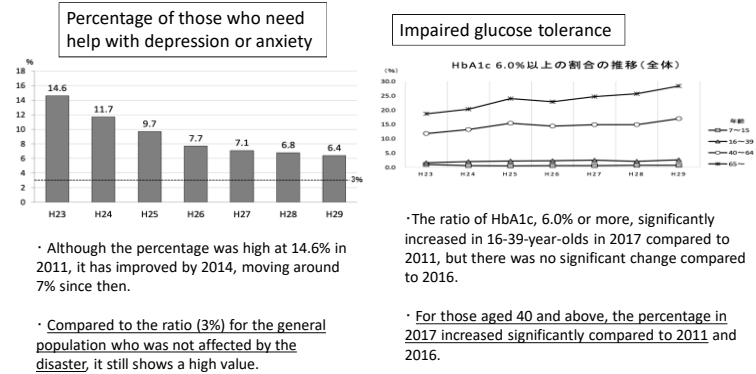 Percentage of those who need
help with depression or anxiety
%
18
16
14
12
10
8
6
4
2
0
14.6
11.7
9.7
7.7
7.1
6.8
6.4
3%
H23 H24 H25 H26 H27 H28 H29
・Although the percentage was high at 14.6% in
2011, it has improved by 2014, moving around
7% since then.
・Compared to the ratio (3%) for the general
population who was not affected by the
disaster, it still shows a high value.
Impaired glucose tolerance
HbA1c 6.0%以上の割合の推移(全体)
(%)
30.0
25.0
20.0
15.0
10.0
5.0
0.0
H23 H24 H25 H26 H27 H28 H29
年齢
7~15
16~39
40~64
65~
・The ratio of HbA1c, 6.0% or more, significantly
increased in 16-39-year-olds in 2017 compared to
2011, but there was no significant change compared
to 2016.
・For those aged 40 and above, the percentage in
2017 increased significantly compared to 2011 and
2016.